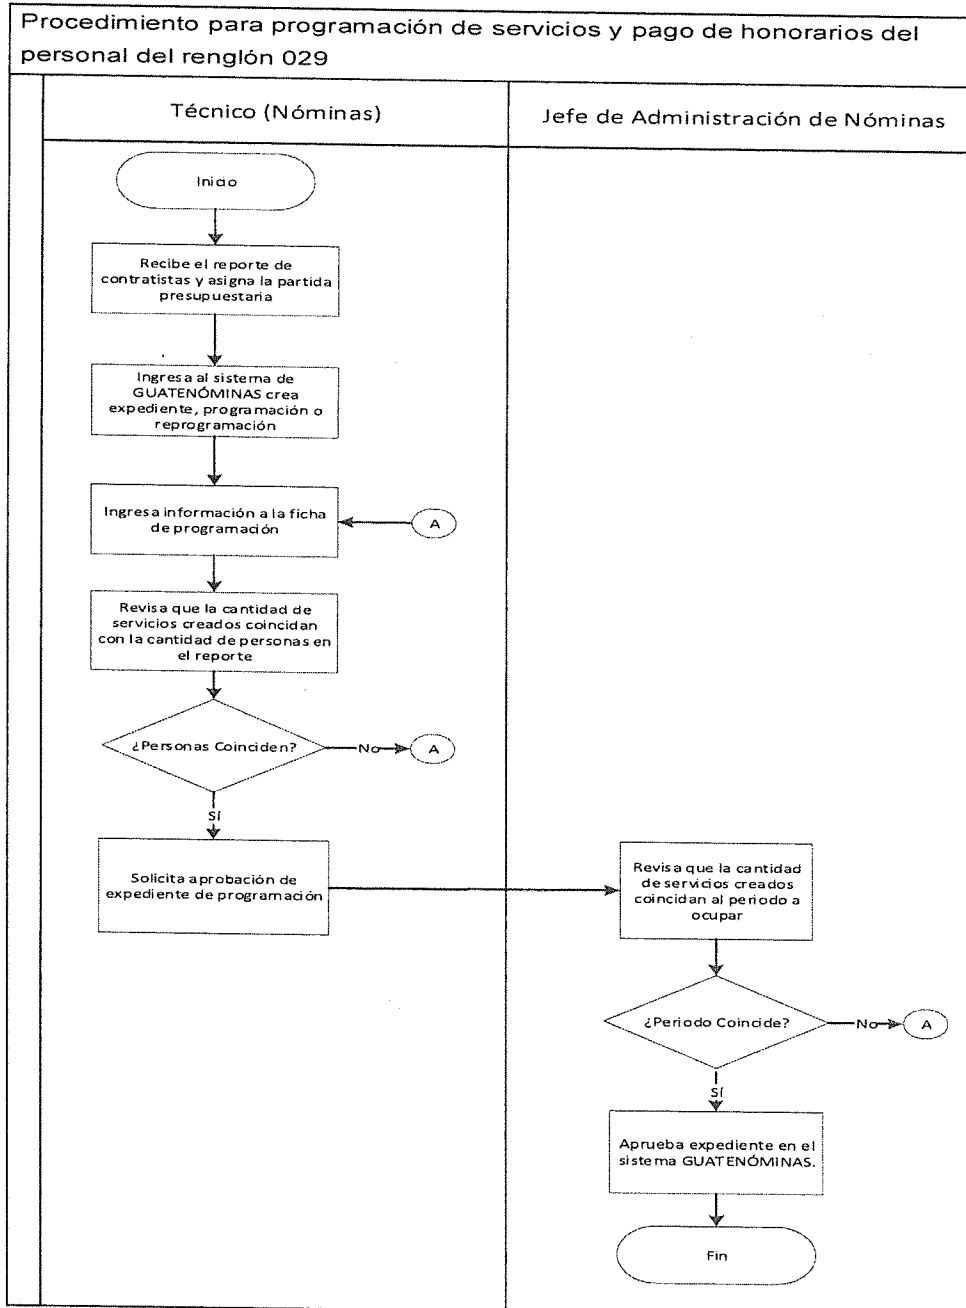 Procedimiento para programación de servicios y pago de honorarios del
personal del renglón 029
Técnico (Nóminas)
Jefe de Administración de Nóminas
Inicio
Recibe el reporte de
contratistas y asigna la partida
presupuestaria
Ingresa al sistema de
GUATENÓMINAS crea
expediente, programación o
reprogramación
Ingresa información a la ficha
de programación
A
Revisa que la cantidad de
servicios creados coincidan
con la cantidad de personas en
el reporte
¿Personas Coinciden?
No
A
Sí
Solicita aprobación de
expediente de programación
Revisa que la cantidad
de servicios creados
coincidan al periodo a
ocupar
¿Periodo Coincide?
No
A
Sí
Aprueba expediente en el
sistema GUATENÓMINAS.
Fin